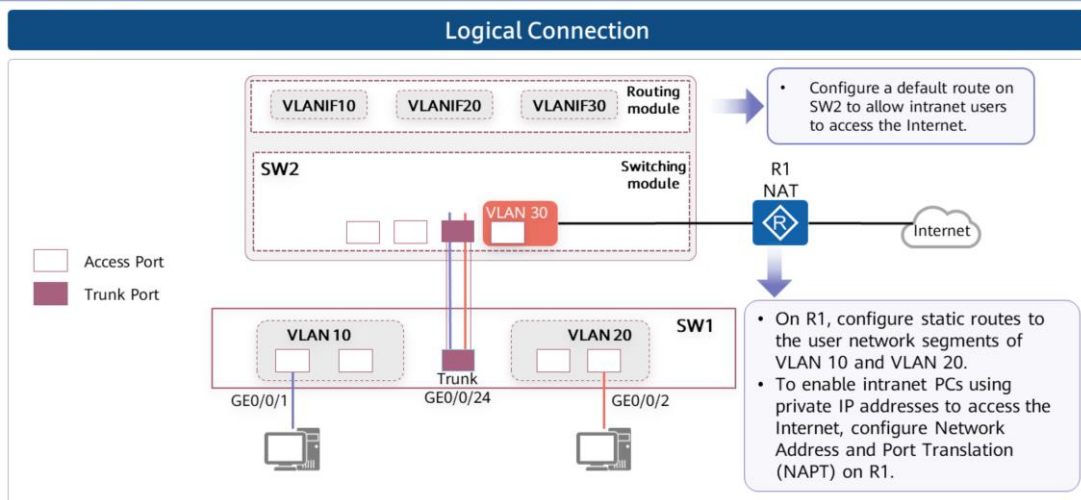 Logical Connection
VLANIF10
VLANIF20
VLANIF30
Routing
module
• Configure a default route on
SW2 to allow intranet users
to access the Internet.
SW2
Switching
module
VLAN 30
R1
NAT
R
Internet
Access Port
Trunk Port
VLAN 10
VLAN 20
SW1
Trunk
GE0/0/24
GE0/0/1
GE0/0/2
• On R1, configure static routes to
the user network segments of
VLAN 10 and VLAN 20.
• To enable intranet PCs using
private IP addresses to access the
Internet, configure Network
Address and Port Translation
(NAPT) on R1.